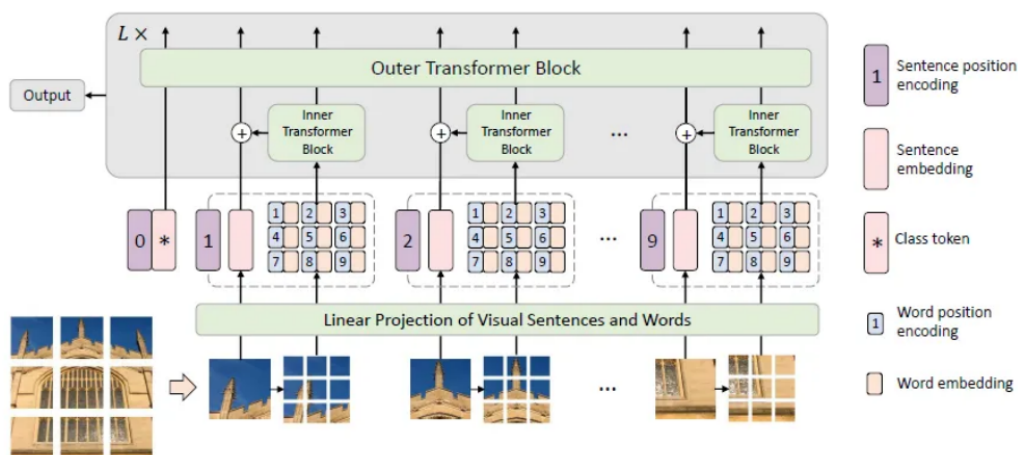 L ×
Outer Transformer Block
Output
Inner
Transformer
Block
Inner
Transformer
Block
...
Inner
Transformer
Block
0 *
1
1 2 3
4 5 6
7 8 9
2
1 2 3
4 5 6
7 8 9
...
9
1 2 3
4 5 6
7 8 9
Linear Projection of Visual Sentences and Words
...
1 Sentence position
encoding
Sentence
embedding
* Class token
1 Word position
encoding
Word embedding